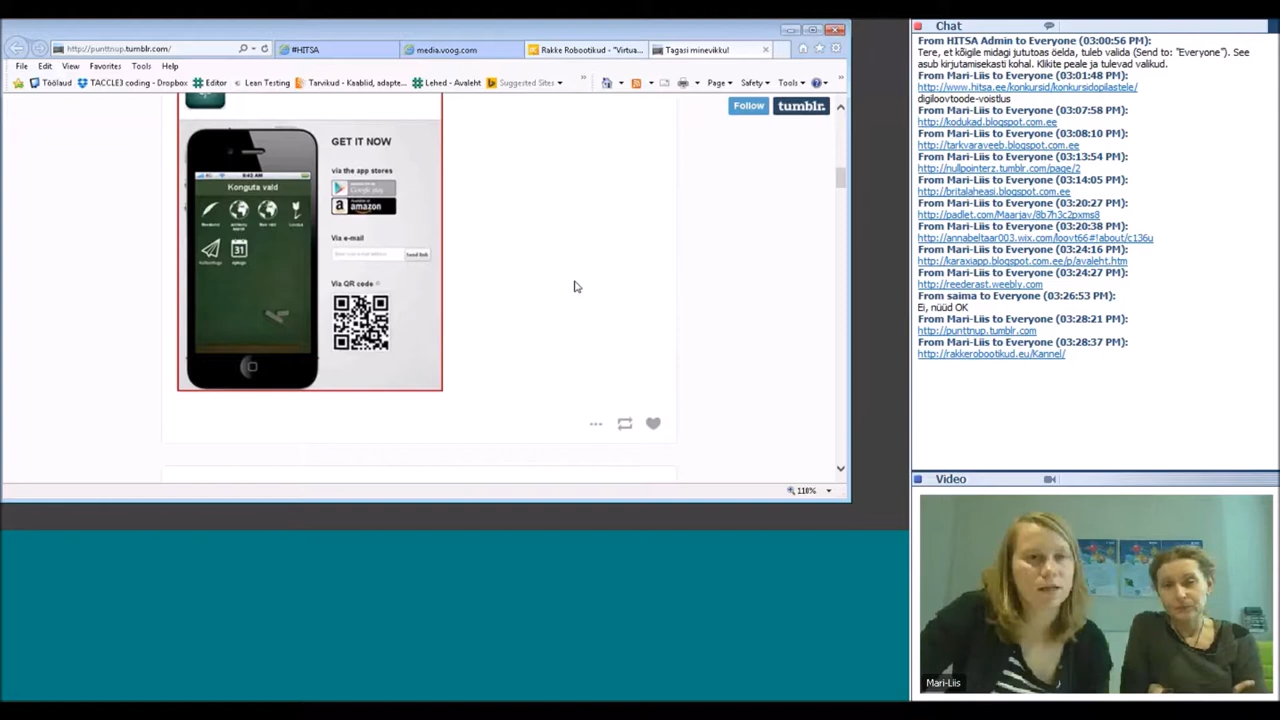 http://punttnup.tumblr.com/
#HITSA
media.voog.com
Rakke Robootikud - "Virtua...
Tagasi minevikku!
File Edit View Favorites Tools Help
Töölaud TACCLE3 coding - Dropbox Editor Lean Testing Tarvikud - Kaablid, adapte... Lehed - Avaleht Suggested Sites
Page Safety Tools
Follow tumblr.
GET IT NOW
via the app stores
Google play
amazon
Via e-mail
Send link
Via QR code
Konguta vald
110%
Chat
From HITSA Admin to Everyone (03:00:56 PM):
Tere, et kõigile midagi jututoas öelda, tuleb valida (Send to: "Everyone"). See
asub kirjutamisekasti kohal. Klikite peale ja tulevad valikud.
From Mari-Liis to Everyone (03:01:48 PM):
http://www.hitsa.ee/konkursid/konkursidopilastele/
digiloovtoode-voistlus
From Mari-Liis to Everyone (03:07:58 PM):
http://kodukad.blogspot.com.ee
From Mari-Liis to Everyone (03:08:10 PM):
http://tarkvaraveeb.blogspot.com.ee
From Mari-Liis to Everyone (03:13:54 PM):
http://nullpointerz.tumblr.com/page/2
From Mari-Liis to Everyone (03:14:05 PM):
http://britalaheasi.blogspot.com.ee
From Mari-Liis to Everyone (03:20:27 PM):
http://padlet.com/Maarjav/8b7h3c2pxms8
From Mari-Liis to Everyone (03:20:38 PM):
http://annabeltaar003.wix.com/loovt66#!about/c136u
From Mari-Liis to Everyone (03:24:16 PM):
http://karaxiapp.blogspot.com.ee/p/avaleht.htm
From Mari-Liis to Everyone (03:24:27 PM):
http://reederast.weebly.com
From saima to Everyone (03:26:53 PM):
Ei, nüüd OK
From Mari-Liis to Everyone (03:28:21 PM):
http://punttnup.tumblr.com
From Mari-Liis to Everyone (03:28:37 PM):
http://rakkerobootikud.eu/Kannel/
Video
Mari-Liis